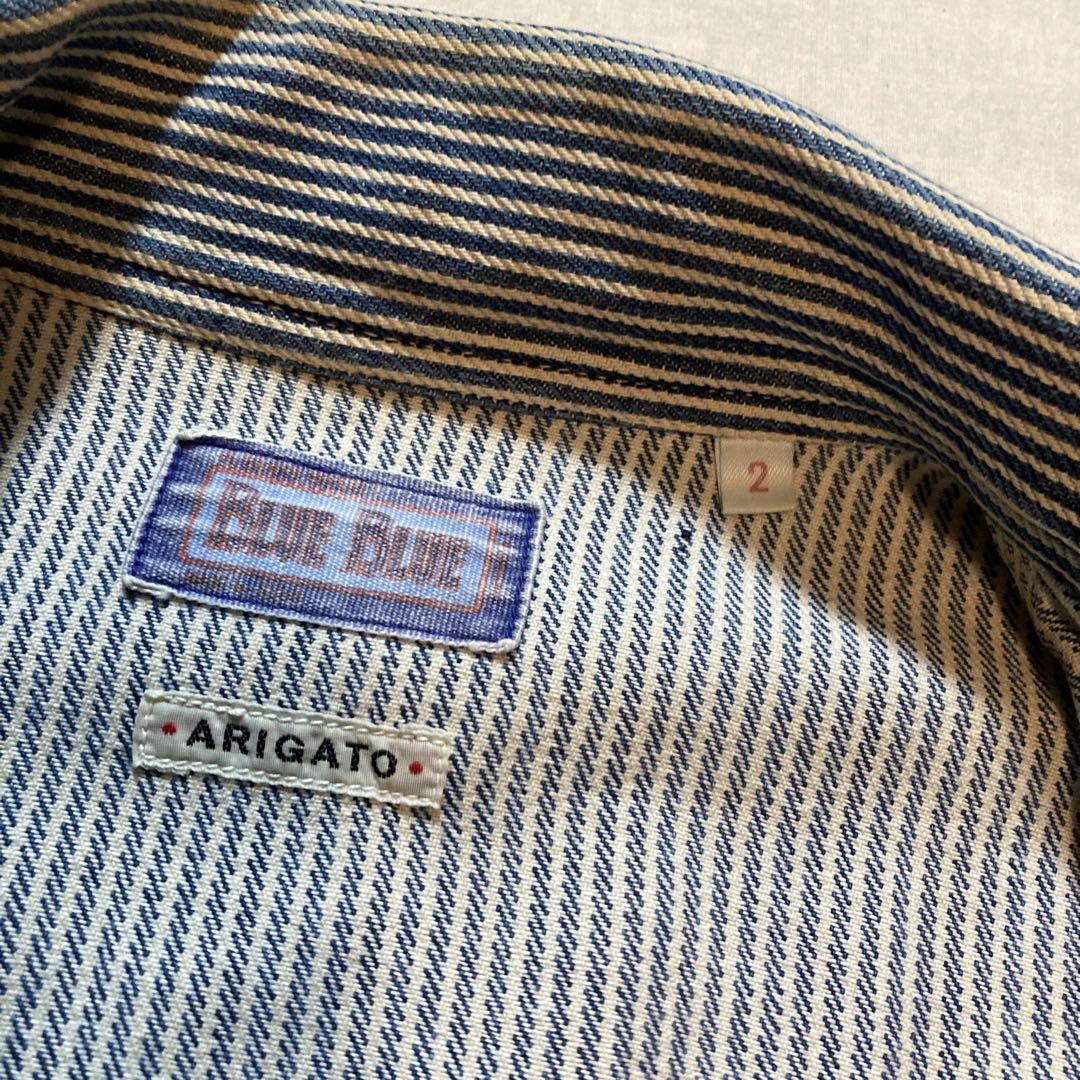 BLUE BLUE
2
• ARIGATO •